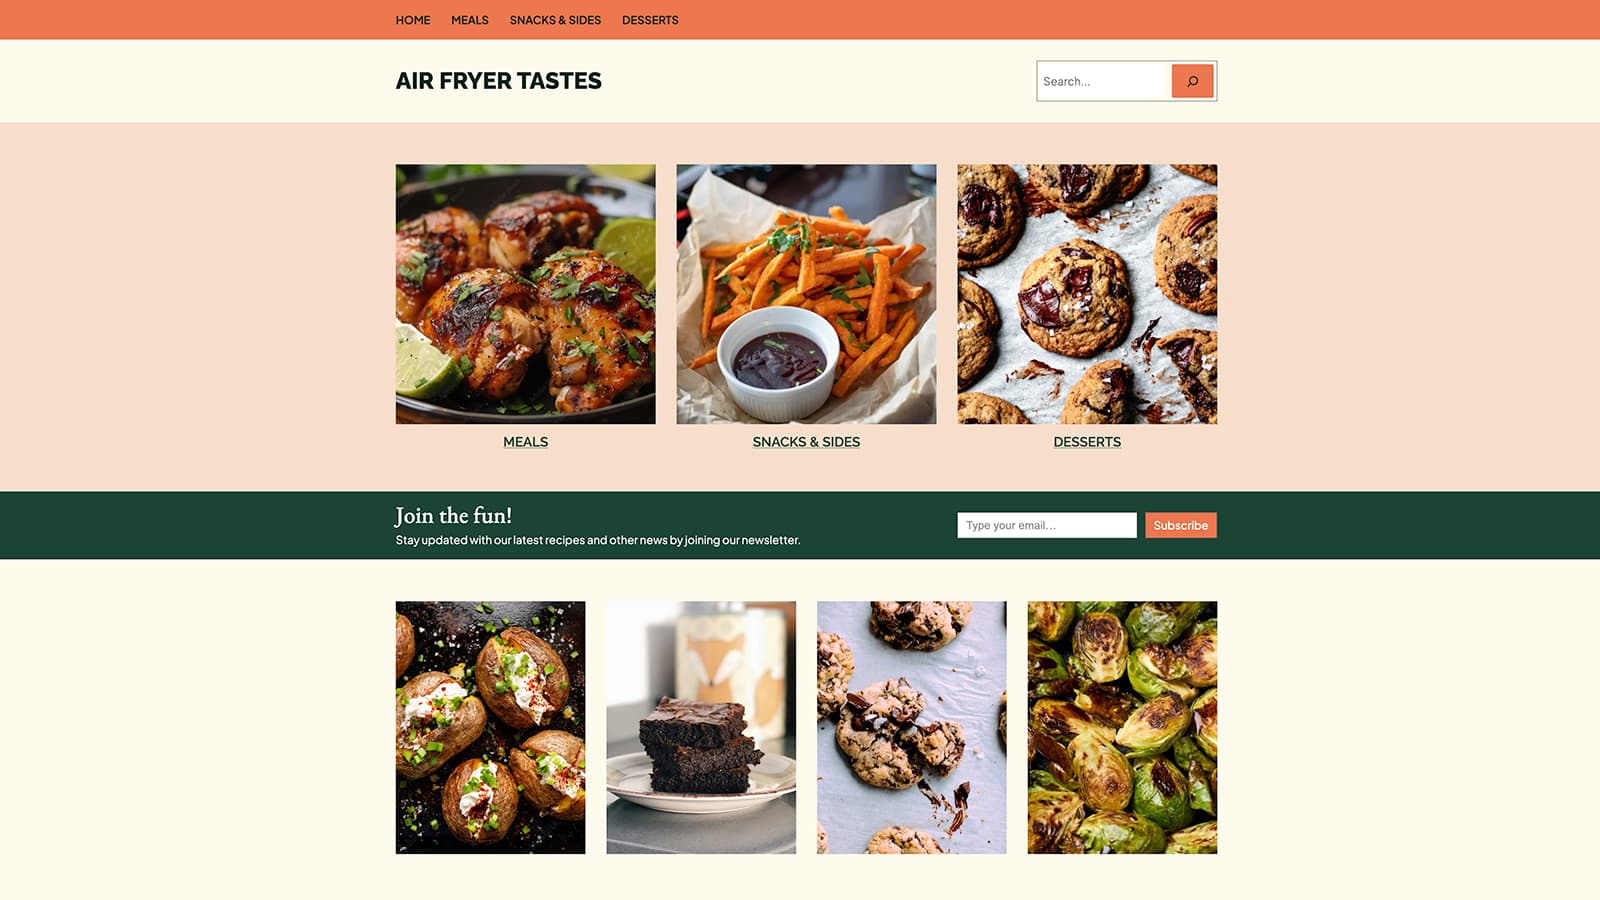 HOME MEALS SNACKS & SIDES DESSERTS
AIR FRYER TASTES
Search...
MEALS
SNACKS & SIDES
DESSERTS
Join the fun!
Stay updated with our latest recipes and other news by joining our newsletter.
Type your email...
Subscribe